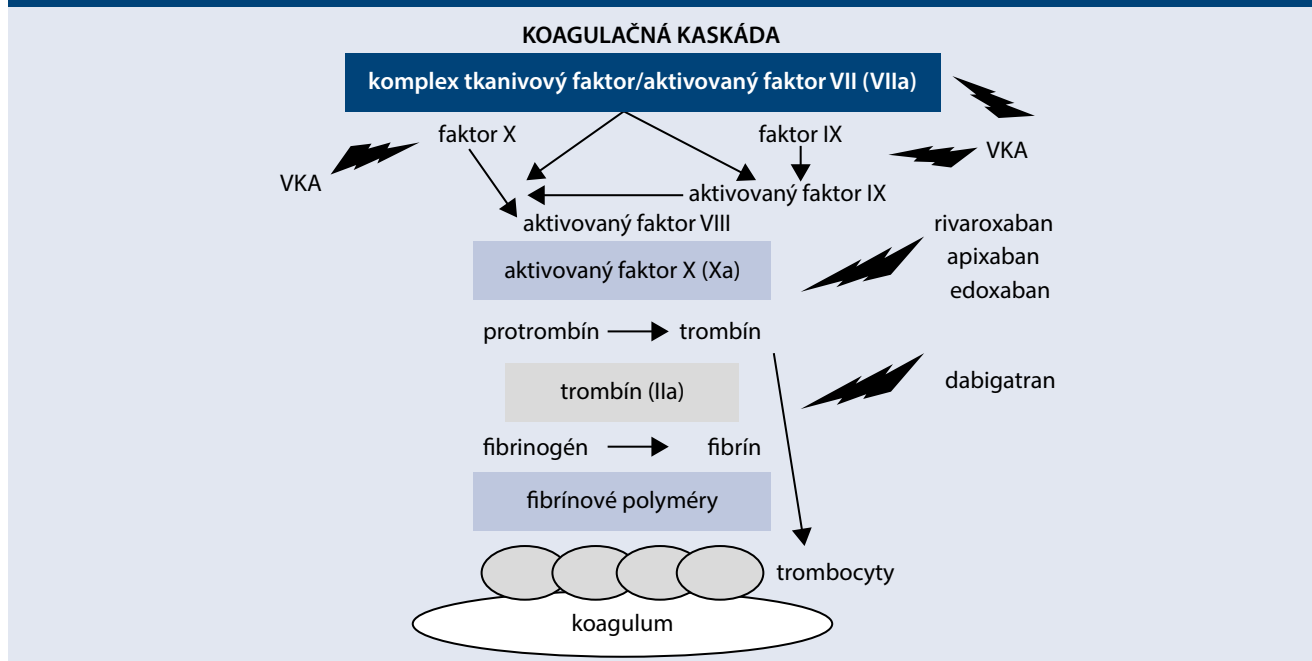 KOAGULAČNÁ KASKÁDA
komplex tkanivový faktor/aktivovaný faktor VII (VIIa)
faktor X
faktor IX
VKA
VKA
aktivovaný faktor IX
aktivovaný faktor VIII
rivaroxaban
apixaban
edoxaban
aktivovaný faktor X (Xa)
protrombín
trombín
trombín (IIa)
dabigatran
fibrinogén
fibrín
fibrínové polyméry
trombocyty
koagulum